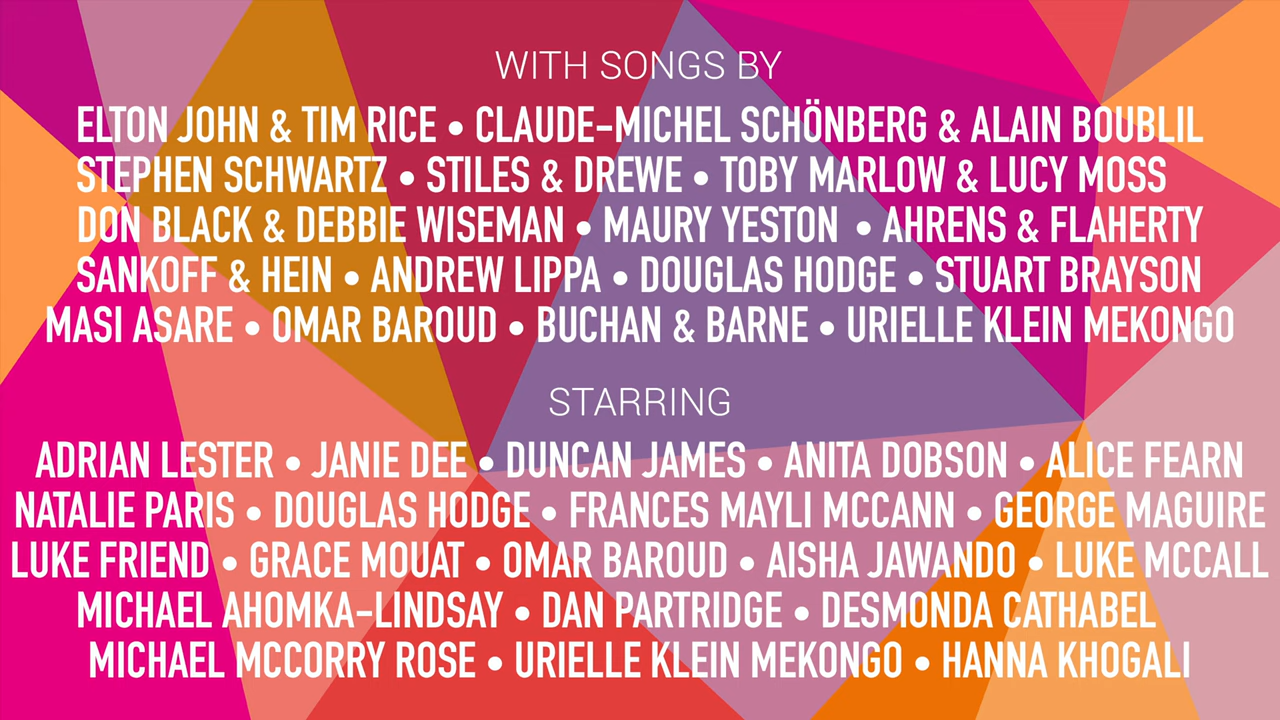 WITH SONGS BY
ELTON JOHN & TIM RICE • CLAUDE-MICHEL SCHÖNBERG & ALAIN BOUBLIL
STEPHEN SCHWARTZ • STILES & DREWE • TOBY MARLOW & LUCY MOSS
DON BLACK & DEBBIE WISEMAN • MAURY YESTON • AHRENS & FLAHERTY
SANKOFF & HEIN • ANDREW LIPPA • DOUGLAS HODGE • STUART BRAYSON
MASI ASARE • OMAR BAROUD • BUCHAN & BARNE • URIELLE KLEIN MEKONGO
STARRING
ADRIAN LESTER • JANIE DEE • DUNCAN JAMES • ANITA DOBSON • ALICE FEARN
NATALIE PARIS • DOUGLAS HODGE • FRANCES MAYLI MCCANN • GEORGE MAGUIRE
LUKE FRIEND • GRACE MOUAT • OMAR BAROUD • AISHA JAWANDO • LUKE MCCALL
MICHAEL AHOMKA-LINDSAY • DAN PARTRIDGE • DESMONDA CATHABEL
MICHAEL MCCORRY ROSE • URIELLE KLEIN MEKONGO • HANNA KHOGALI